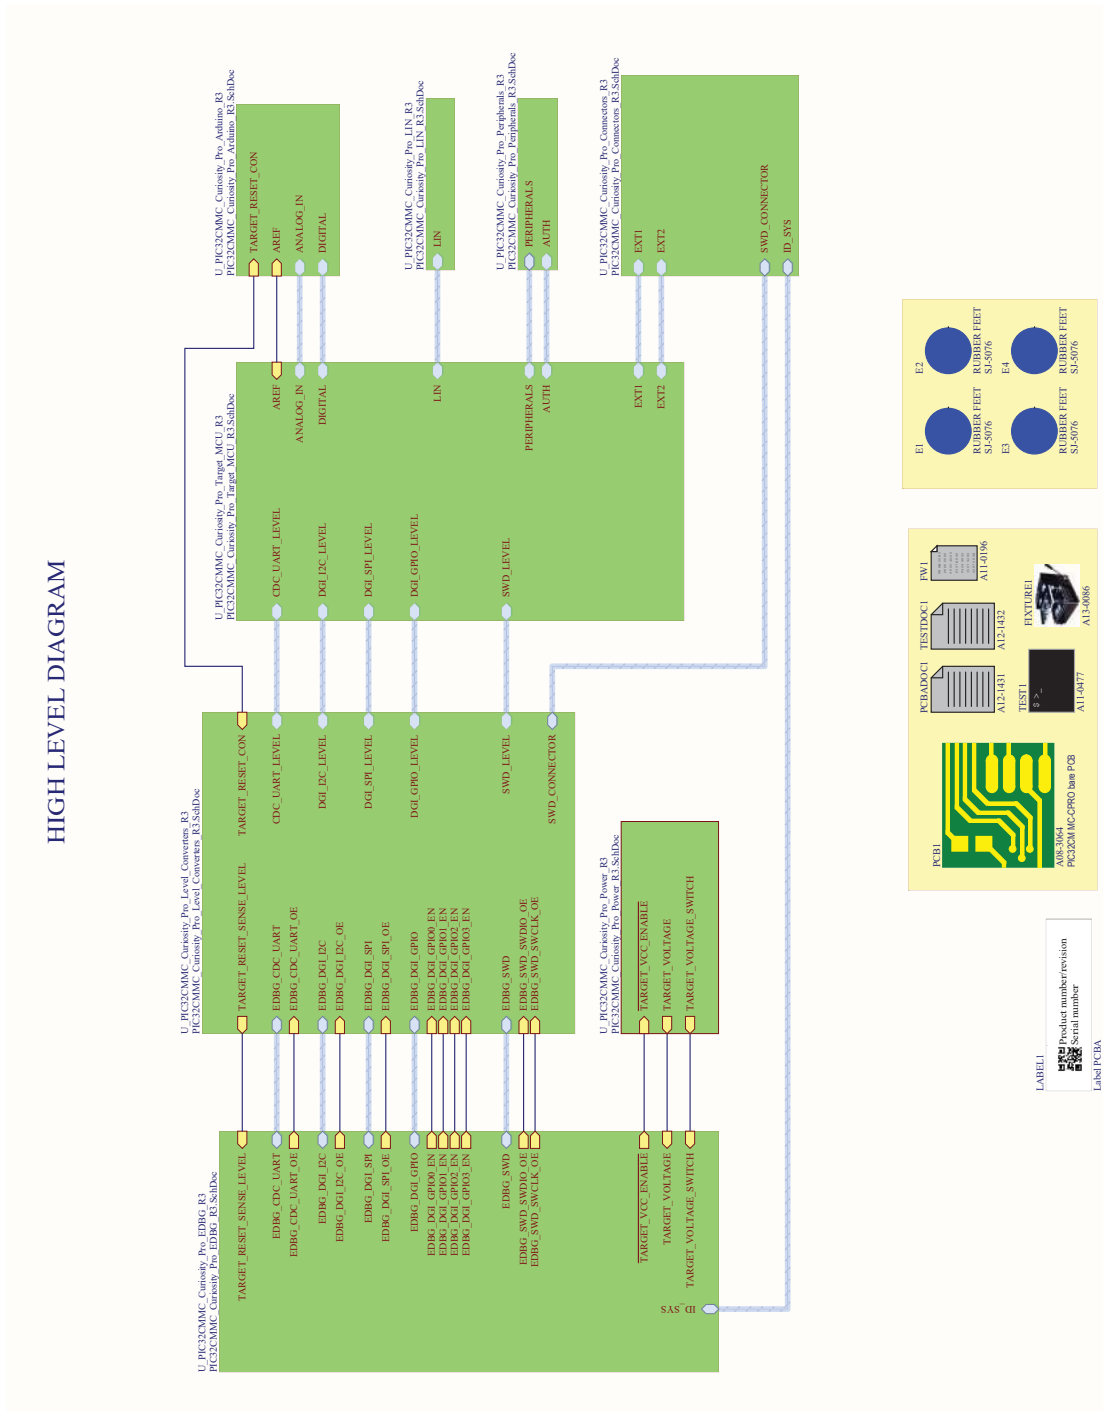 HIGH LEVEL DIAGRAM
U_PIC32CMMC_Curiosity_Pro_EDBG_R3
PIC32CMMC_Curiosity_Pro_EDBG_R3.SchDoc
TARGET_RESET_SENSE_LEVEL
EDBG_CDC_UART
EDBG_CDC_UART_OE
EDBG_DGI_I2C
EDBG_DGI_I2C_OE
EDBG_DGI_SPI
EDBG_DGI_SPI_OE
EDBG_DGI_GPIO
EDBG_DGI_GPIO0_EN
EDBG_DGI_GPIO1_EN
EDBG_DGI_GPIO2_EN
EDBG_DGI_GPIO3_EN
EDBG_SWD
EDBG_SWD_SWDIO_OE
EDBG_SWD_SWCLK_OE
TARGET_VCC_ENABLE
TARGET_VOLTAGE
TARGET_VOLTAGE_SWITCH
ID_SYS
U_PIC32CMMC_Curiosity_Pro_Level_Converters_R3
PIC32CMMC_Curiosity_Pro_Level_Converters_R3.SchDoc
TARGET_RESET_SENSE_LEVEL
EDBG_CDC_UART
EDBG_CDC_UART_OE
EDBG_DGI_I2C
EDBG_DGI_I2C_OE
EDBG_DGI_SPI
EDBG_DGI_SPI_OE
EDBG_DGI_GPIO
EDBG_DGI_GPIO0_EN
EDBG_DGI_GPIO1_EN
EDBG_DGI_GPIO2_EN
EDBG_DGI_GPIO3_EN
EDBG_SWD
EDBG_SWD_SWDIO_OE
EDBG_SWD_SWCLK_OE
TARGET_RESET_CON
CDC_UART_LEVEL
DGI_I2C_LEVEL
DGI_SPI_LEVEL
DGI_GPIO_LEVEL
SWD_LEVEL
SWD_CONNECTOR
U_PIC32CMMC_Curiosity_Pro_Power_R3
PIC32CMMC_Curiosity_Pro_Power_R3.SchDoc
TARGET_VCC_ENABLE
TARGET_VOLTAGE
TARGET_VOLTAGE_SWITCH
U_PIC32CMMC_Curiosity_Pro_Target_MCU_R3
PIC32CMMC_Curiosity_Pro_Target_MCU_R3.SchDoc
CDC_UART_LEVEL
DGI_I2C_LEVEL
DGI_SPI_LEVEL
DGI_GPIO_LEVEL
SWD_LEVEL
AREF
ANALOG_IN
DIGITAL
LIN
PERIPHERALS
AUTH
EXT1
EXT2
U_PIC32CMMC_Curiosity_Pro_Arduino_R3
PIC32CMMC_Curiosity_Pro_Arduino_R3.SchDoc
TARGET_RESET_CON
AREF
ANALOG_IN
DIGITAL
U_PIC32CMMC_Curiosity_Pro_LIN_R3
PIC32CMMC_Curiosity_Pro_LIN_R3.SchDoc
LIN
U_PIC32CMMC_Curiosity_Pro_Peripherals_R3
PIC32CMMC_Curiosity_Pro_Peripherals_R3.SchDoc
PERIPHERALS
AUTH
U_PIC32CMMC_Curiosity_Pro_Connectors_R3
PIC32CMMC_Curiosity_Pro_Connectors_R3.SchDoc
EXT1
EXT2
SWD_CONNECTOR
ID_SYS
LABEL1
Product number/revision
Serial number
Label PCBA
PCB1
A08-3064
PIC32CM MC-CPRO bare PCB
PCBADOC1
A12-1431
TESTDOC1
A12-1432
FW1
A11-0196
TEST1
$ >_
A11-0477
FIXTURE1
A13-0086
E1
RUBBER FEET
SJ-5076
E2
RUBBER FEET
SJ-5076
E3
RUBBER FEET
SJ-5076
E4
RUBBER FEET
SJ-5076